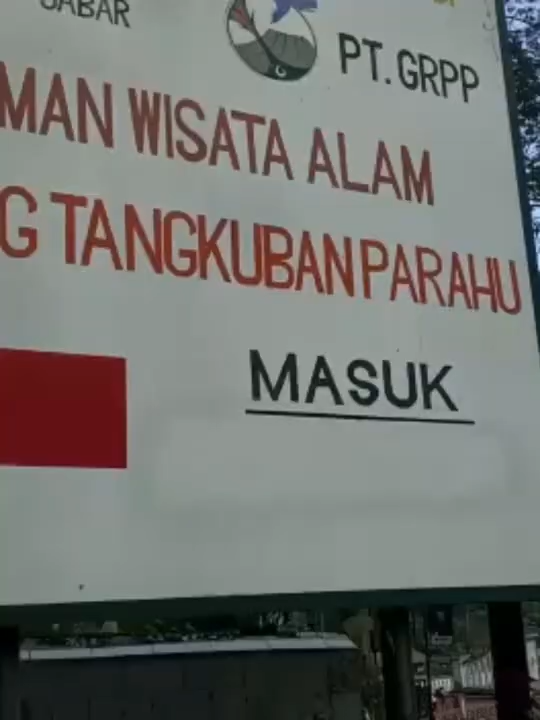 JABAR
PT. GRPP
MAN WISATA ALAM
G TANGKUBAN PARAHU
MASUK